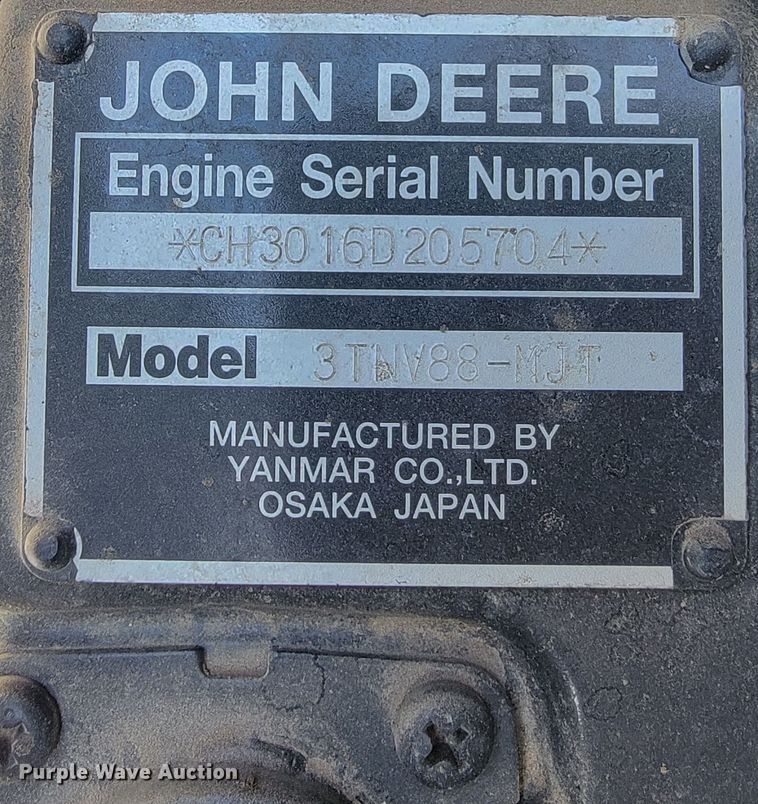 JOHN DEERE
Engine Serial Number
*CH3016D205704*
Model 3TNV88-MJT
MANUFACTURED BY
YANMAR CO.,LTD.
OSAKA JAPAN
Purple Wave Auction